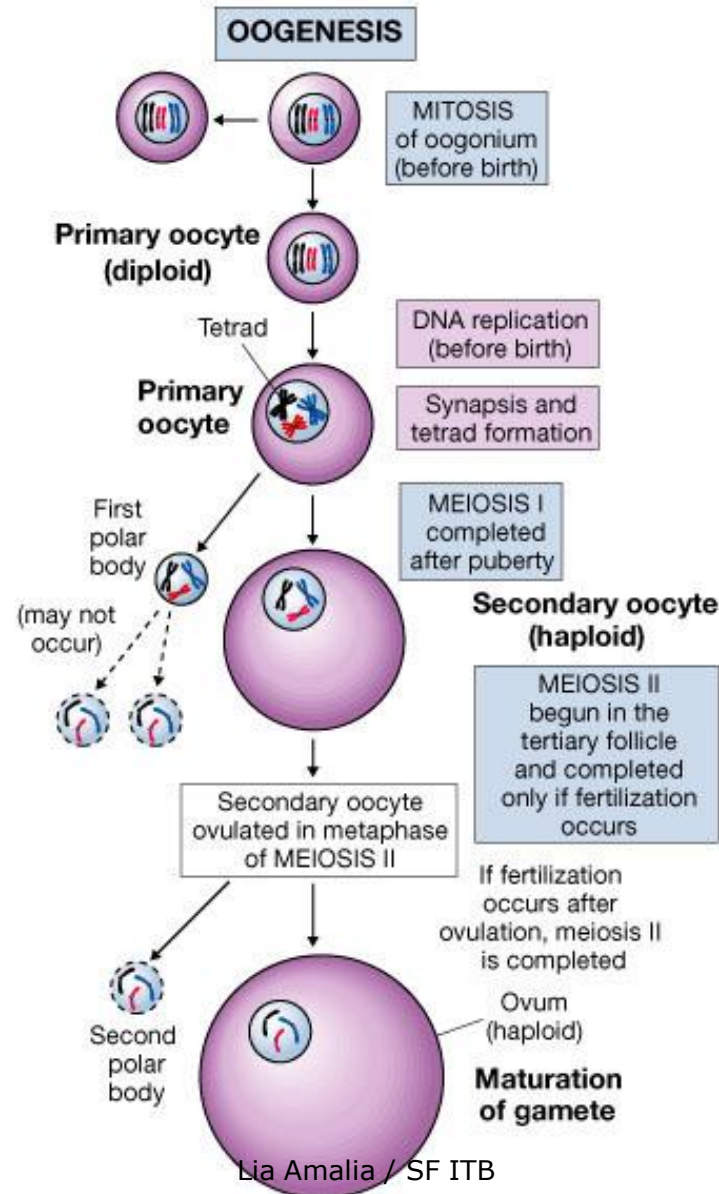 OOGENESIS
MITOSIS
of oogonium
(before birth)
Primary oocyte
(diploid)
DNA replication
(before birth)
Tetrad
Primary
oocyte
Synapsis and
tetrad formation
MEIOSIS I
completed
after puberty
First
polar
body
(may not
occur)
Secondary oocyte
(haploid)
MEIOSIS II
begun in the
tertiary follicle
and completed
only if fertilization
occurs
Secondary oocyte
ovulated in metaphase
of MEIOSIS II
If fertilization
occurs after
ovulation, meiosis II
is completed
Second
polar
body
Ovum
(haploid)
Maturation
of gamete
Lia Amalia / SF ITB